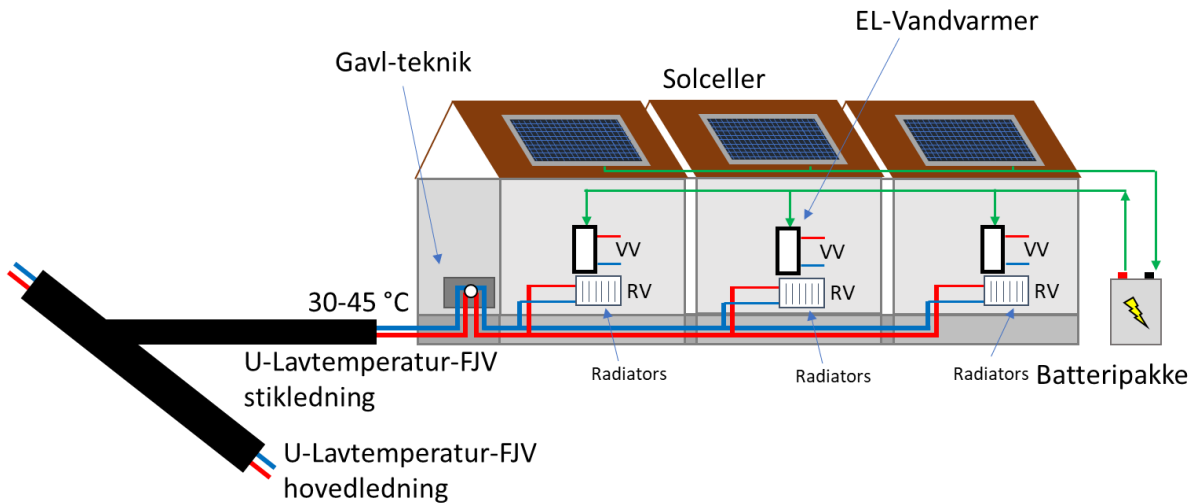 EL-Vandvarmer
Gavl-teknik
Solceller
VV
VV
VV
RV
RV
RV
30-45 °C
U-Lavtemperatur-FJV
stikledning
Radiators
Radiators
Radiators
Batteripakke
U-Lavtemperatur-FJV
hovedledning